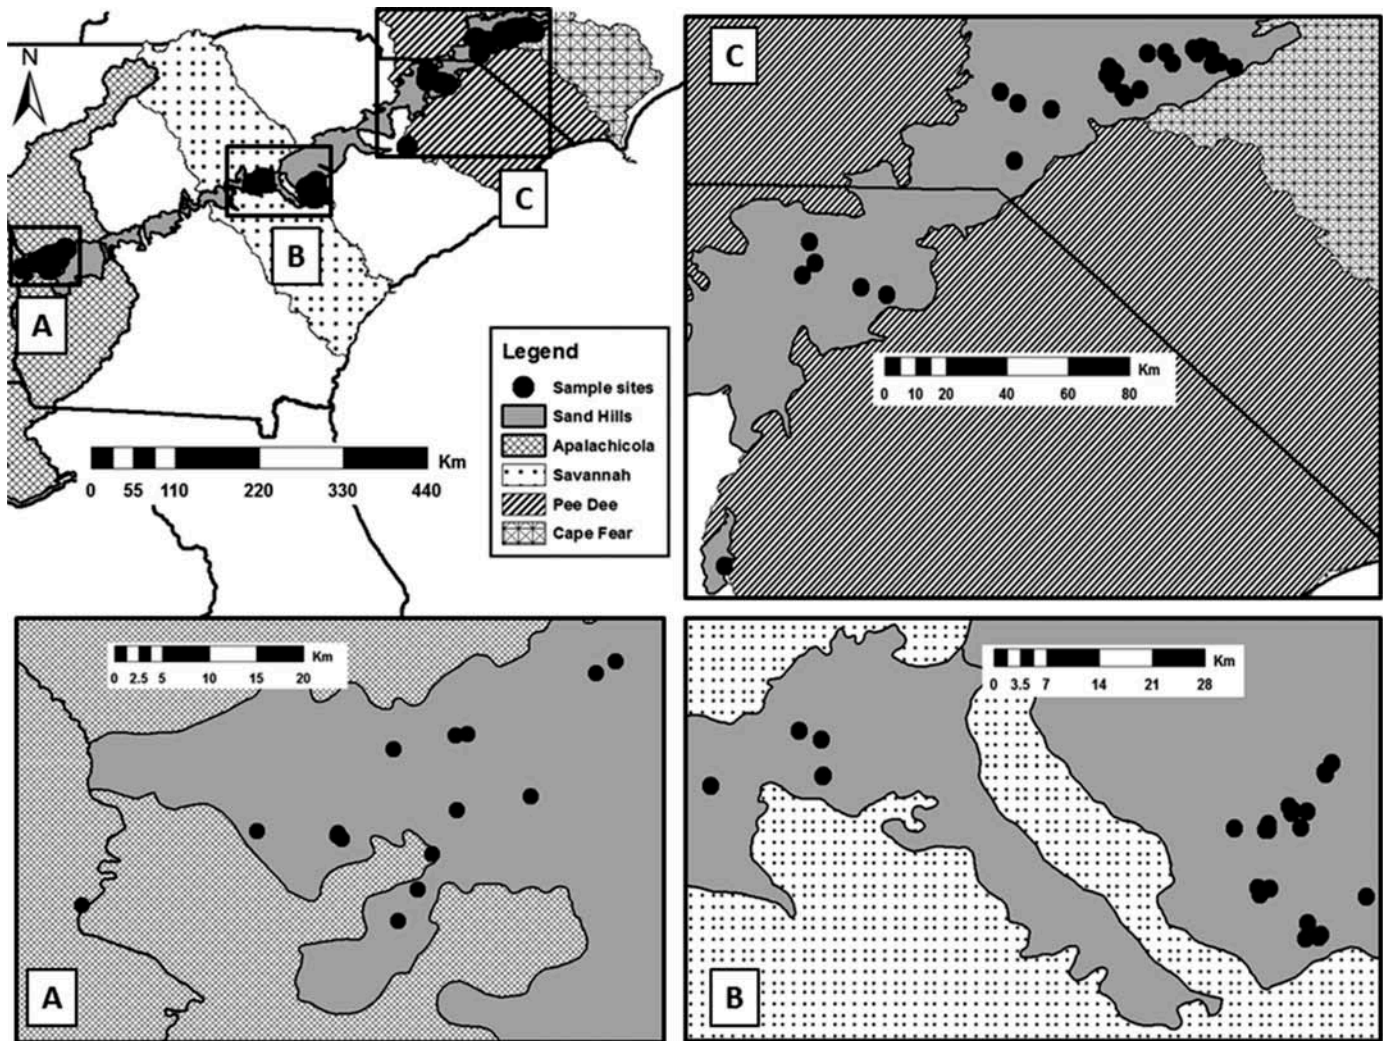 N
A
B
C
Legend
Sample sites
Sand Hills
Apalachicola
Savannah
Pee Dee
Cape Fear
Km
0 55 110 220 330 440
C
Km
0 10 20 40 60 80
A
Km
0 2.5 5 10 15 20
B
Km
0 3.5 7 14 21 28